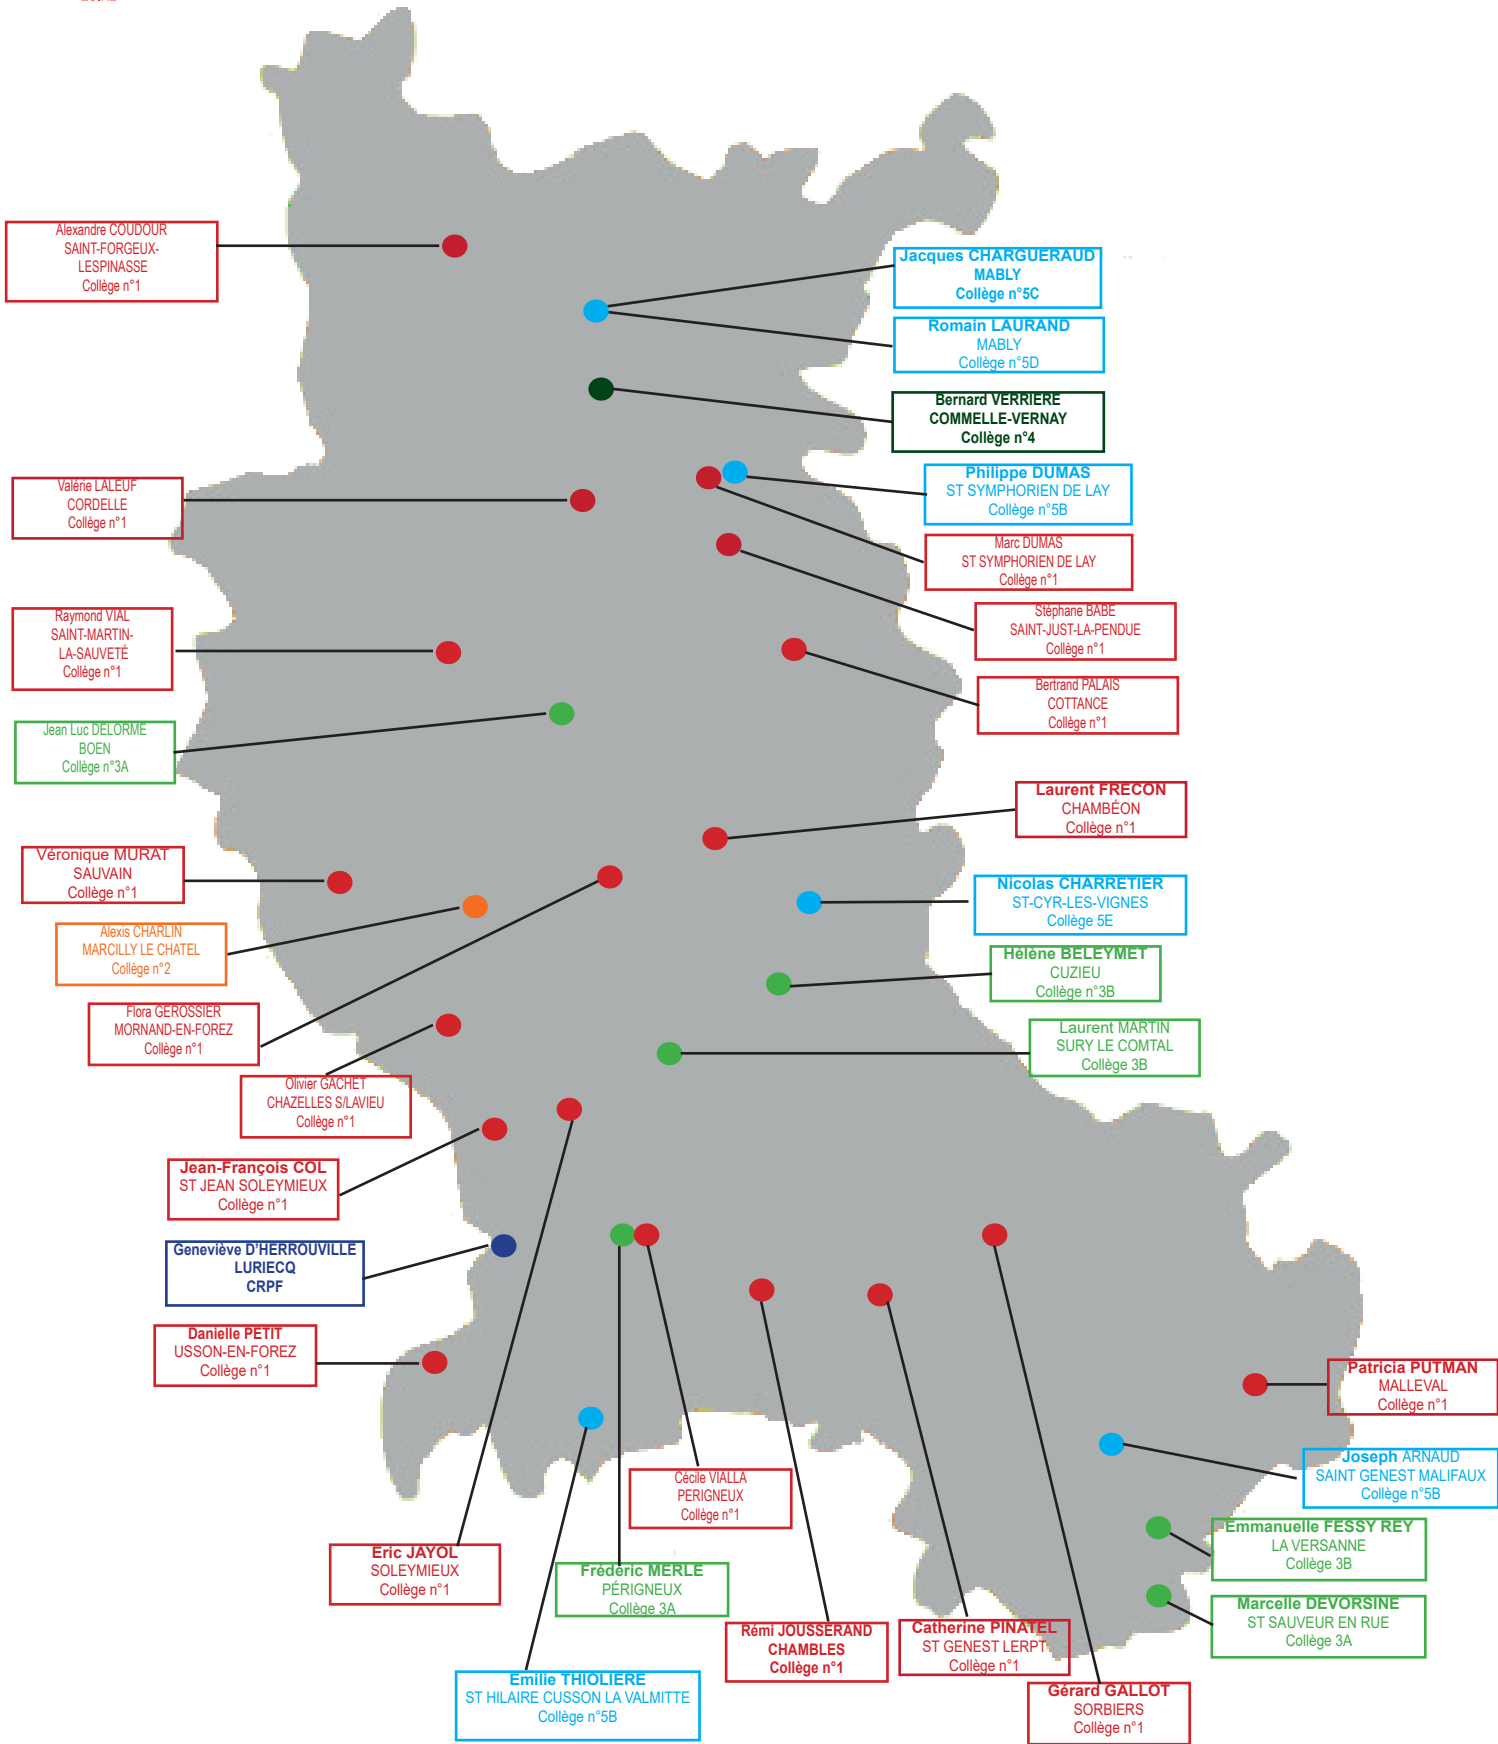 Alexandre COUDOUR
SAINT-FORGEUX-
LESPINASSE
Collège n°1
Jacques CHARGUERAUD
MABLY
Collège n°5C
Romain LAURAND
MABLY
Collège n°5D
Bernard VERRIERE
COMMELLE-VERNAY
Collège n°4
Philippe DUMAS
ST SYMPHORIEN DE LAY
Collège n°5B
Valérie LALEUF
CORDELLE
Collège n°1
Marc DUMAS
ST SYMPHORIEN DE LAY
Collège n°1
Stéphane BABE
SAINT-JUST-LA-PENDUE
Collège n°1
Raymond VIAL
SAINT-MARTIN-
LA-SAUVETÉ
Collège n°1
Bertrand PALAIS
COTTANCE
Collège n°1
Jean Luc DELORME
BOEN
Collège n°3A
Laurent FRECON
CHAMBÉON
Collège n°1
Véronique MURAT
SAUVAIN
Collège n°1
Nicolas CHARRETIER
ST-CYR-LES-VIGNES
Collège 5E
Alexis CHARLIN
MARCILLY LE CHATEL
Collège n°2
Hélène BELEYMET
CUZIEU
Collège n°3B
Flora GEROSSIER
MORNAND-EN-FOREZ
Collège n°1
Laurent MARTIN
SURY LE COMTAL
Collège 3B
Olivier GACHET
CHAZELLES S/LAVIEU
Collège n°1
Jean-François COL
ST JEAN SOLEYMIEUX
Collège n°1
Geneviève D'HERROUVILLE
LURIECQ
CRPF
Danielle PETIT
USSON-EN-FOREZ
Collège n°1
Patricia PUTMAN
MALLEVAL
Collège n°1
Joseph ARNAUD
SAINT GENEST MALIFAUX
Collège n°5B
Cécile VIALLA
PERIGNEUX
Collège n°1
Emmanuelle FESSY REY
LA VERSANNE
Collège 3B
Eric JAYOL
SOLEYMIEUX
Collège n°1
Frédéric MERLE
PÉRIGNEUX
Collège 3A
Marcelle DEVORSINE
ST SAUVEUR EN RUE
Collège 3A
Rémi JOUSSERAND
CHAMBLES
Collège n°1
Catherine PINATEL
ST GENEST LERPT
Collège n°1
Emilie THIOLIERE
ST HILAIRE CUSSON LA VALMITTE
Collège n°5B
Gérard GALLOT
SORBIERS
Collège n°1